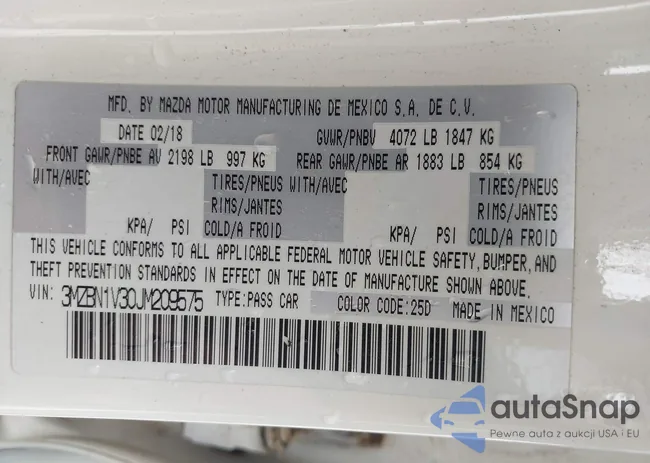 MFD. BY MAZDA MOTOR MANUFACTURING DE MEXICO S.A. DE C.V.
DATE 02/18 GVWR/PNBV 4072 LB 1847 KG
FRONT GAWR/PNBE AV 2198 LB 997 KG REAR GAWR/PNBE AR 1883 LB 854 KG
WITH/AVEC TIRES/PNEUS WITH/AVEC TIRES/PNEUS
RIMS/JANTES RIMS/JANTES
KPA/ PSI COLD/A FROID KPA/ PSI COLD/A FROID
THIS VEHICLE CONFORMS TO ALL APPLICABLE FEDERAL MOTOR VEHICLE SAFETY, BUMPER, AND
THEFT PREVENTION STANDARDS IN EFFECT ON THE DATE OF MANUFACTURE SHOWN ABOVE.
VIN: 3MZBN1V30JM209575 TYPE:PASS CAR COLOR CODE:25D MADE IN MEXICO
autaSnap
Pewne auta z aukcji USA i EU